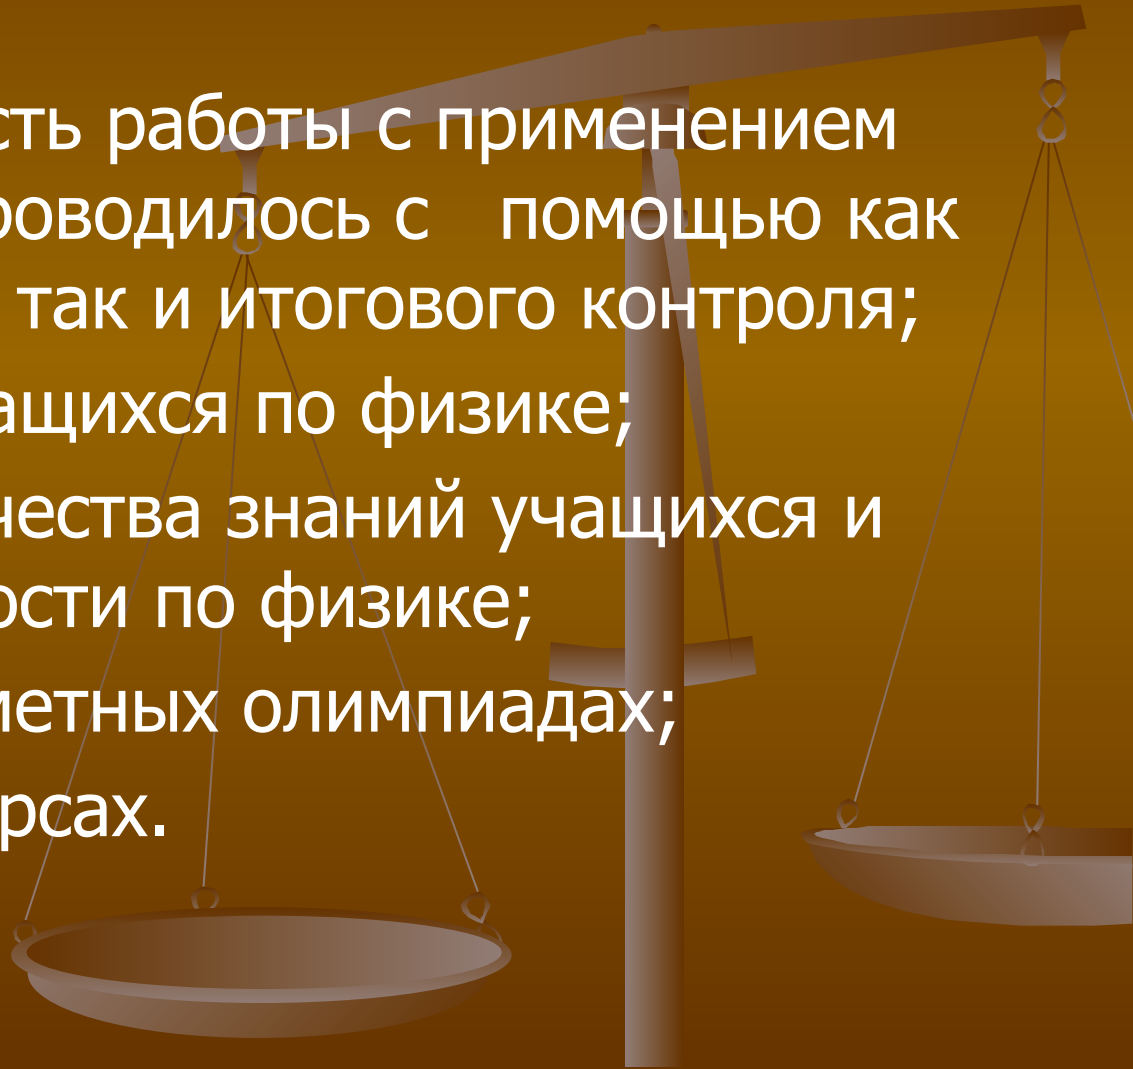 сть работы с применением
роводилось с помощью как
так и итогового контроля;
ащихся по физике;
чества знаний учащихся и
ости по физике;
метных олимпиадах;
рсах.